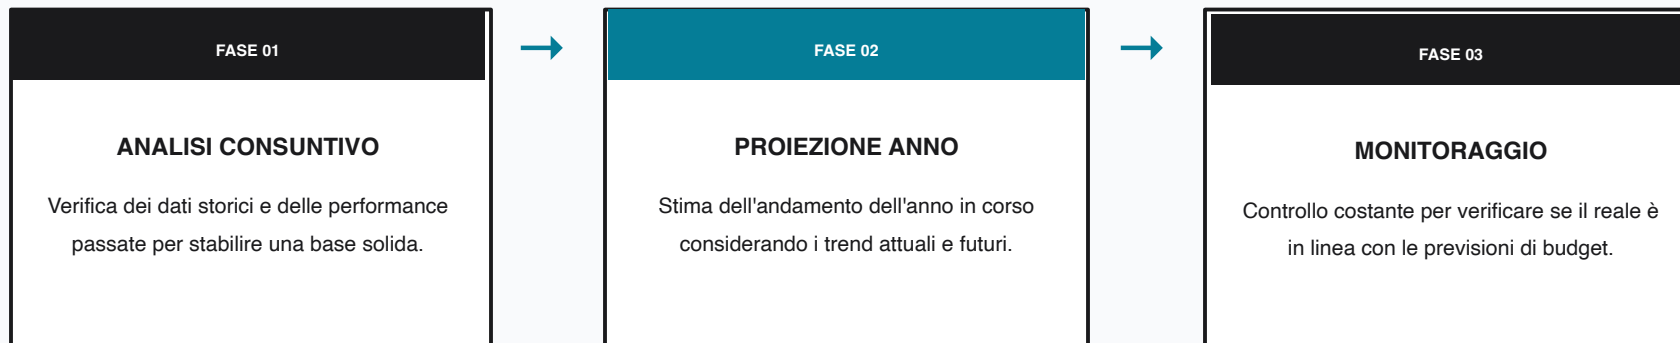 FASE 01
ANALISI CONSUNTIVO
Verifica dei dati storici e delle performance
passate per stabilire una base solida.
FASE 02
PROIEZIONE ANNO
Stima dell'andamento dell'anno in corso
considerando i trend attuali e futuri.
FASE 03
MONITORAGGIO
Controllo costante per verificare se il reale è
in linea con le previsioni di budget.